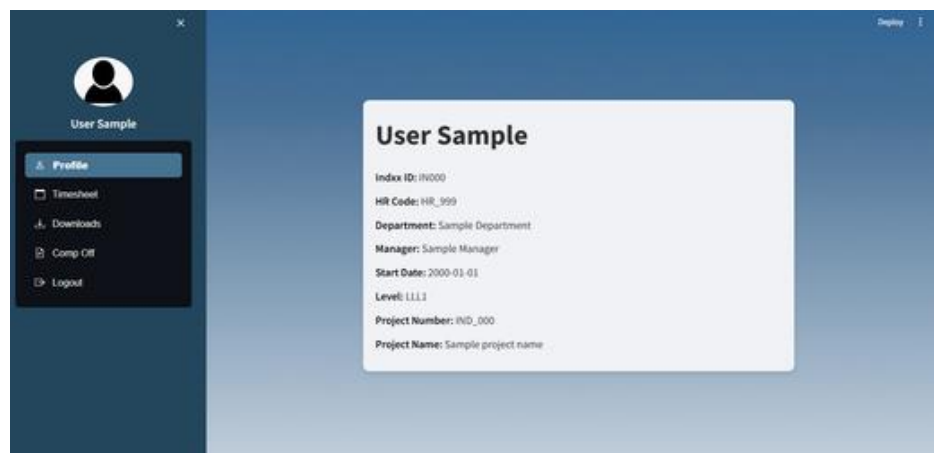 Deploy
User Sample
Profile
Timesheet
Downloads
Comp Off
Logout
User Sample
Indxx ID: IN000
HR Code: HR_999
Department: Sample Department
Manager: Sample Manager
Start Date: 2000-01-01
Level:
Project Number: IND_000
Project Name: Sample project name